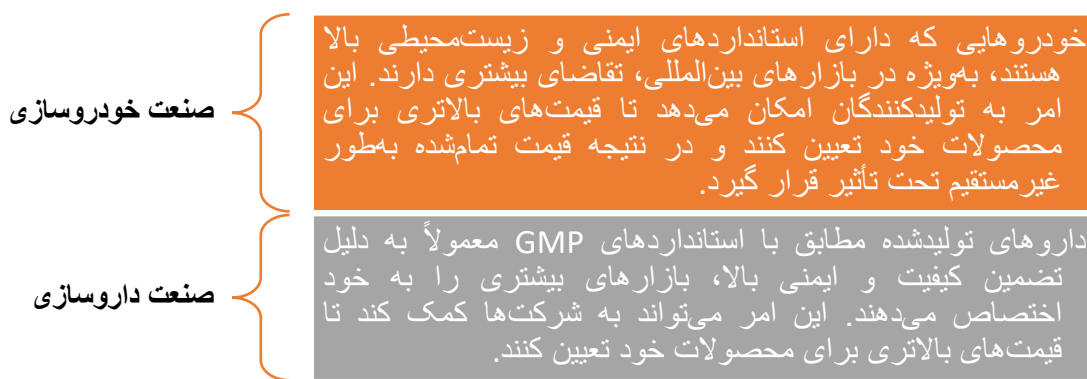 صنعت خودروسازی
خودروهایی که دارای استانداردهای ایمنی و زیست‌محیطی بالا
هستند، به‌ویژه در بازارهای بین‌المللی، تقاضای بیشتری دارند. این
امر به تولیدکنندگان امکان می‌دهد تا قیمت‌های بالاتری برای
محصولات خود تعیین کنند و در نتیجه قیمت تمام‌شده به‌طور
غیرمستقیم تحت تأثیر قرار گیرد.
صنعت داروسازی
داروهای تولیدشده مطابق با استانداردهای GMP معمولاً به دلیل
تضمین کیفیت و ایمنی بالا، بازارهای بیشتری را به خود
اختصاص می‌دهند. این امر می‌تواند به شرکت‌ها کمک کند تا
قیمت‌های بالاتری برای محصولات خود تعیین کنند.